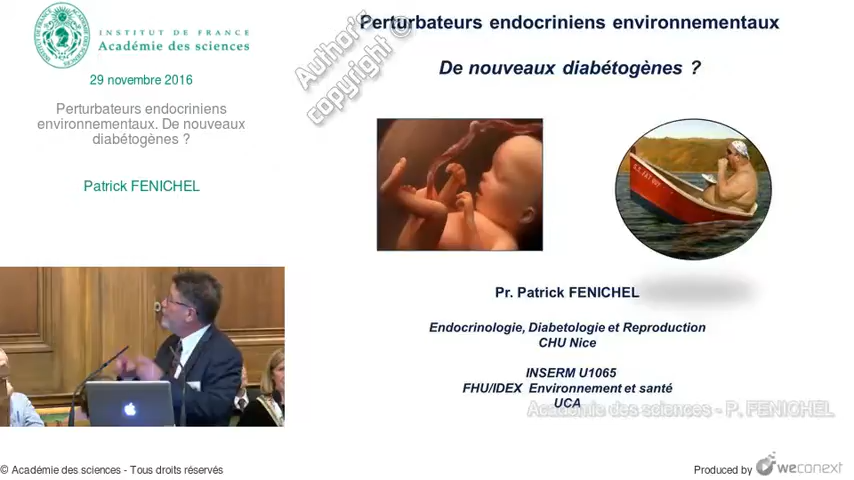 INSTITUT DE FRANCE
Académie des sciences
29 novembre 2016
Perturbateurs endocriniens
environnementaux. De nouveaux
diabétogènes ?
Patrick FENICHEL
Perturbateurs endocriniens environnementaux
De nouveaux diabétogènes ?
Author's
copyright ©
Pr. Patrick FENICHEL
Endocrinologie, Diabetologie et Reproduction
CHU Nice
INSERM U1065
FHU/IDEX Environnement et santé
UCA
Académie des sciences - P. FENICHEL
© Académie des sciences - Tous droits réservés
Produced by weconext